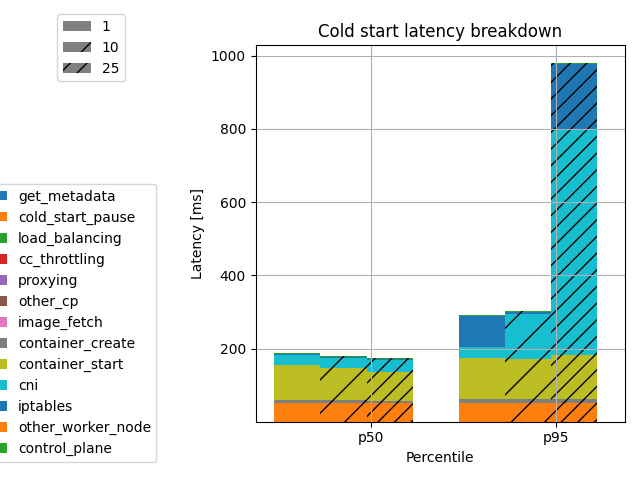 1
10
25
get_metadata
cold_start_pause
load_balancing
cc_throttling
proxying
other_cp
image_fetch
container_create
container_start
cni
iptables
other_worker_node
control_plane
Cold start latency breakdown
Latency [ms]
1000
800
600
400
200
p50
p95
Percentile